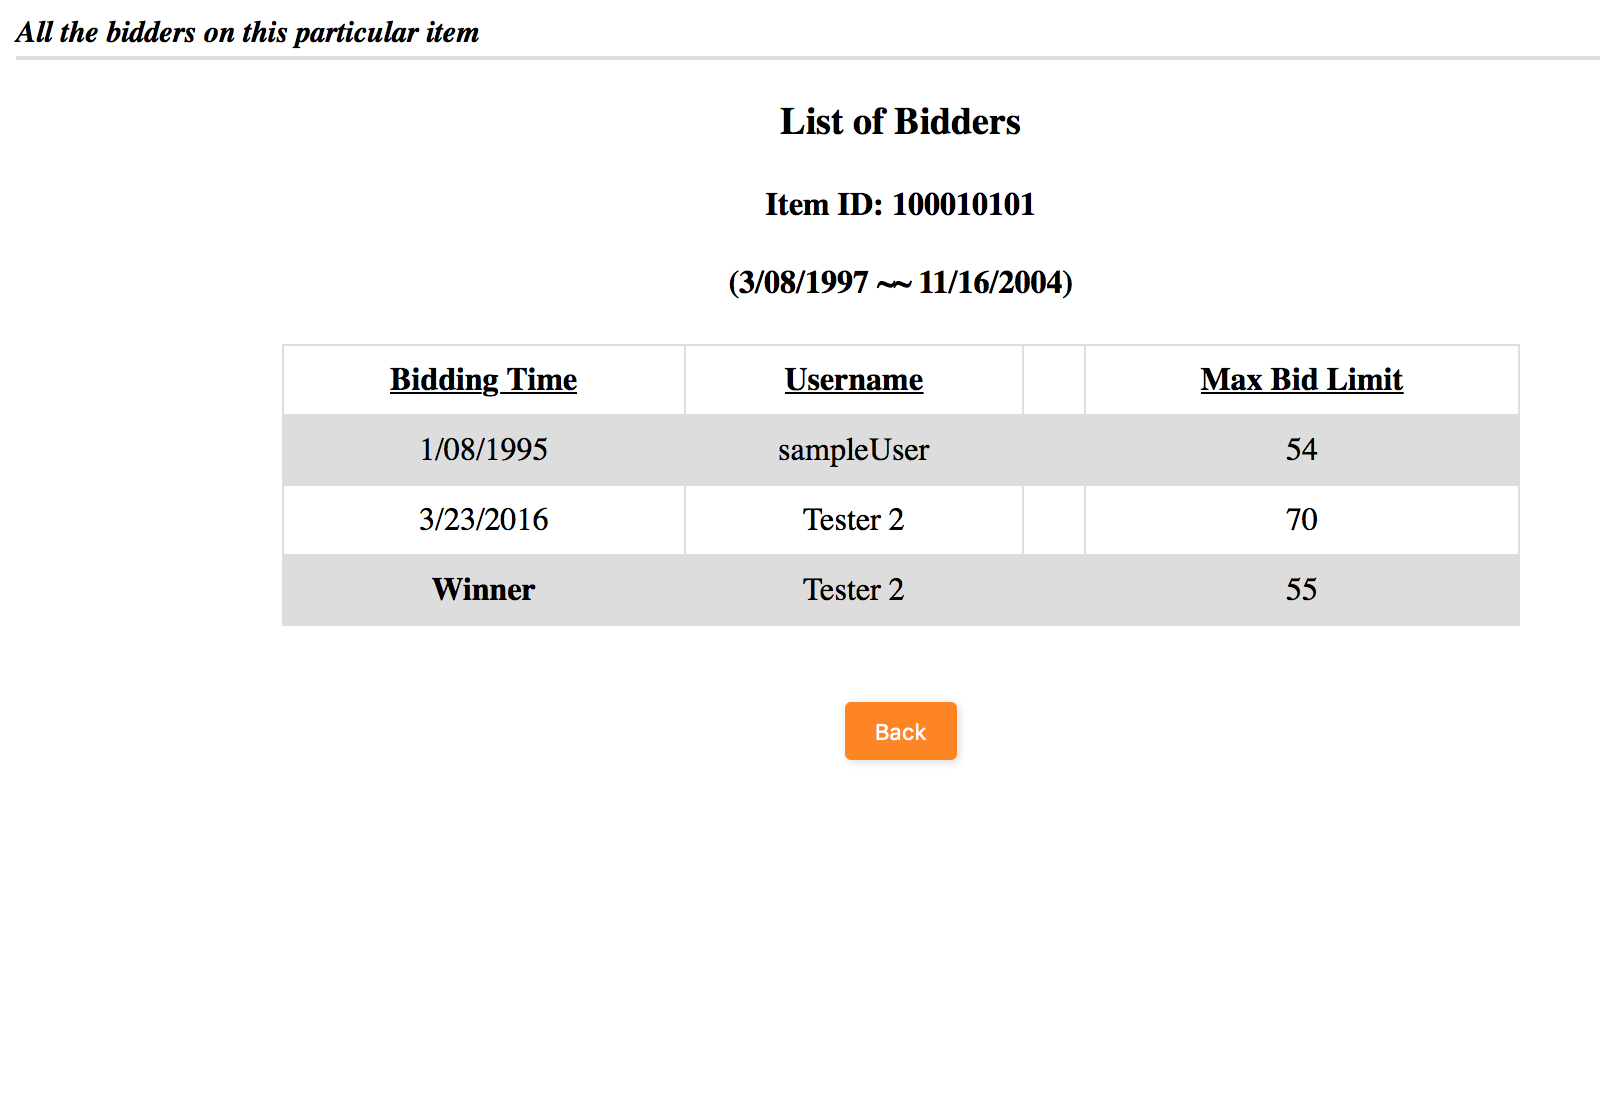 All the bidders on this particular item
List of Bidders
Item ID: 100010101
(3/08/1997 ~~ 11/16/2004)
Bidding Time Username Max Bid Limit
1/08/1995 sampleUser 54
3/23/2016 Tester 2 70
Winner Tester 2 55
Back